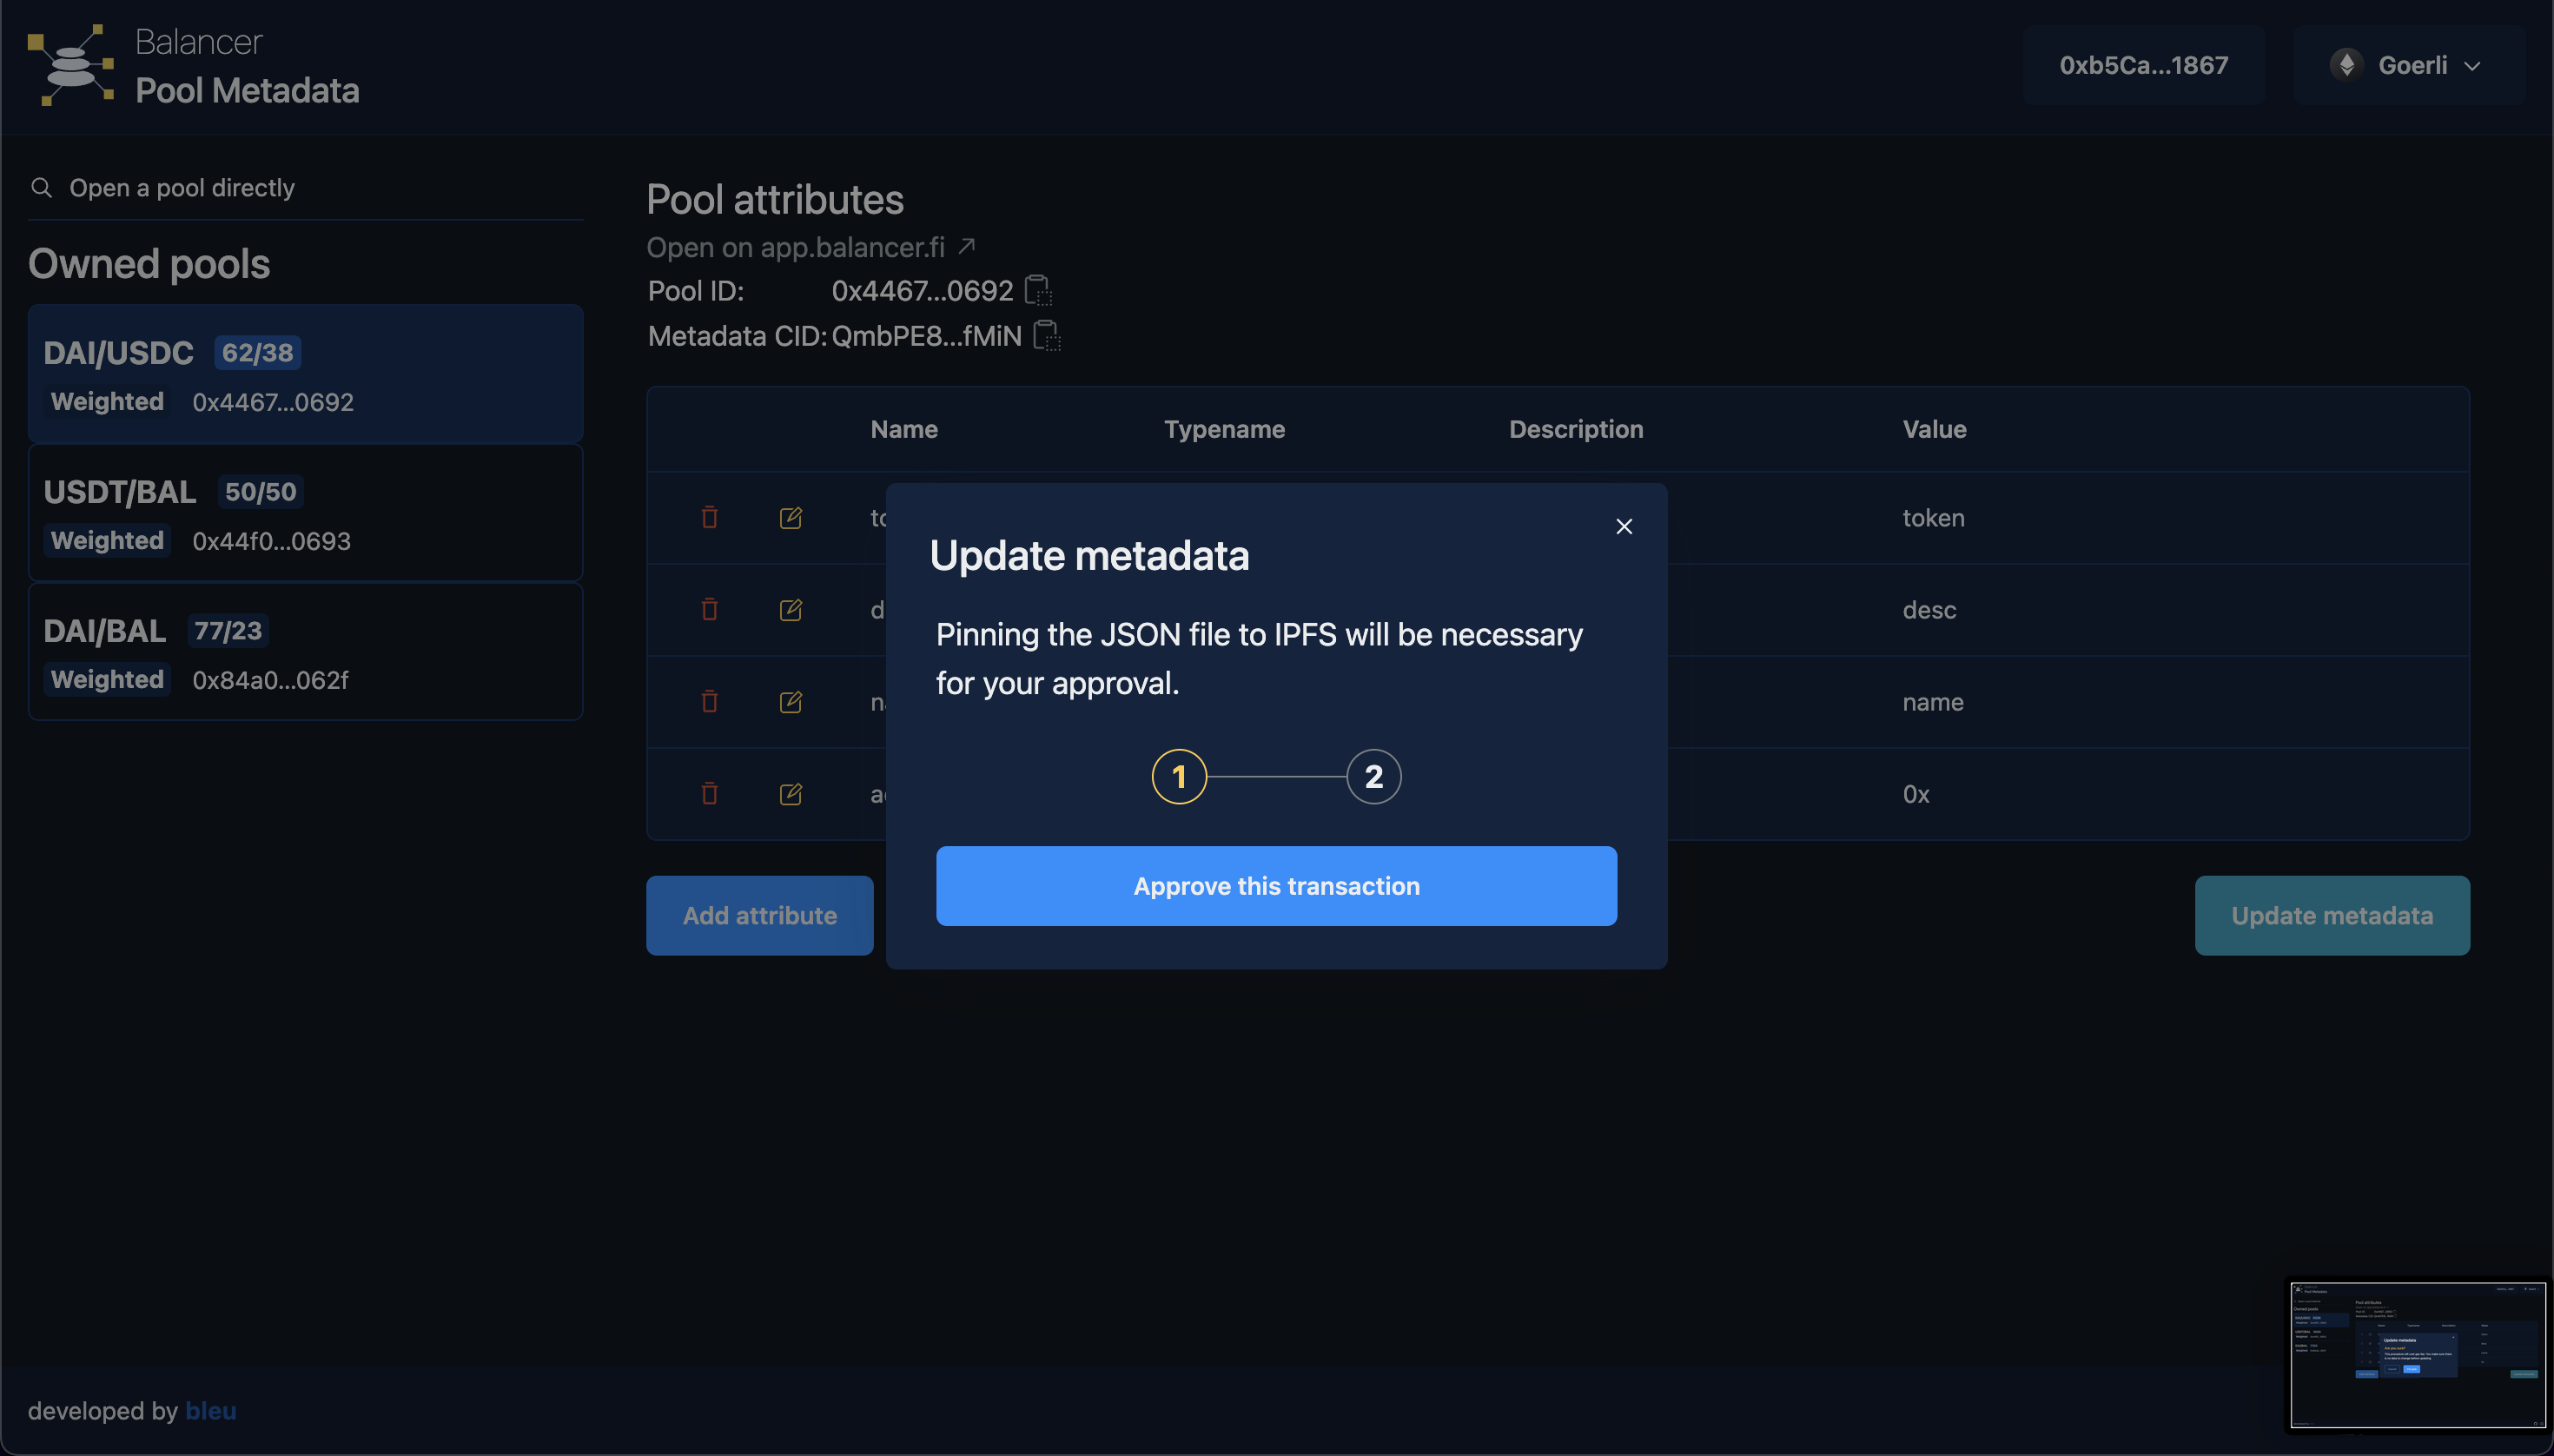 Balancer
Pool Metadata
0xb5Ca...1867
Goerli
Open a pool directly
Owned pools
DAI/USDC 62/38
Weighted 0x4467...0692
USDT/BAL 50/50
Weighted 0x44f0...0693
DAI/BAL 77/23
Weighted 0x84a0...062f
Pool attributes
Open on app.balancer.fi ↗
Pool ID: 0x4467...0692
Metadata CID: QmbPE8...fMiN
Name Typename Description Value
token
desc
name
0x
Update metadata
Pinning the JSON file to IPFS will be necessary
for your approval.
1 2
Approve this transaction
Add attribute
Update metadata
developed by bleu